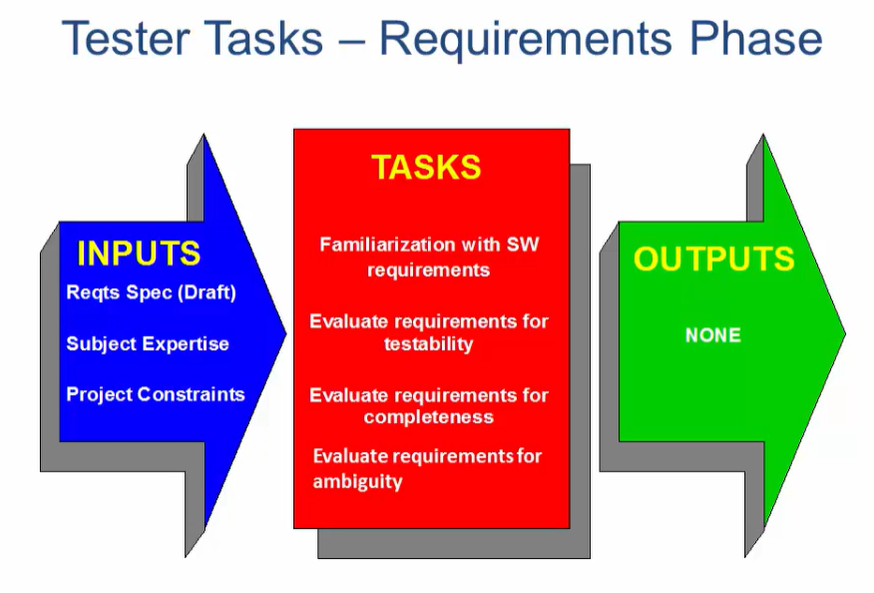 Tester Tasks – Requirements Phase
INPUTS
Reqts Spec (Draft)
Subject Expertise
Project Constraints
TASKS
Familiarization with SW
requirements
Evaluate requirements for
testability
Evaluate requirements for
completeness
Evaluate requirements for
ambiguity
OUTPUTS
NONE